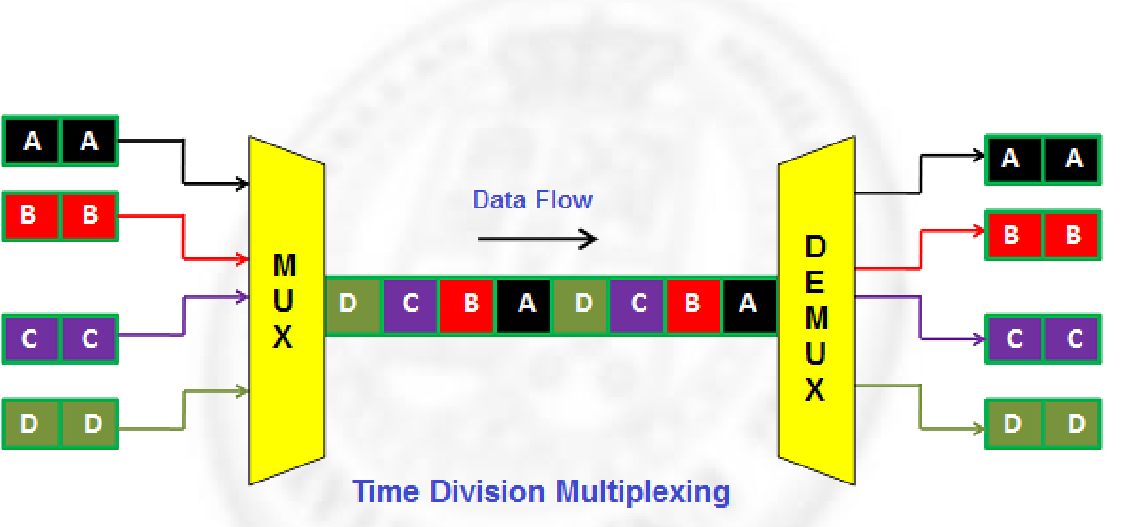 A A
B B
C C
D D
MUX
Data Flow
D C B A D C B A
DEMUX
A A
B B
C C
D D
Time Division Multiplexing